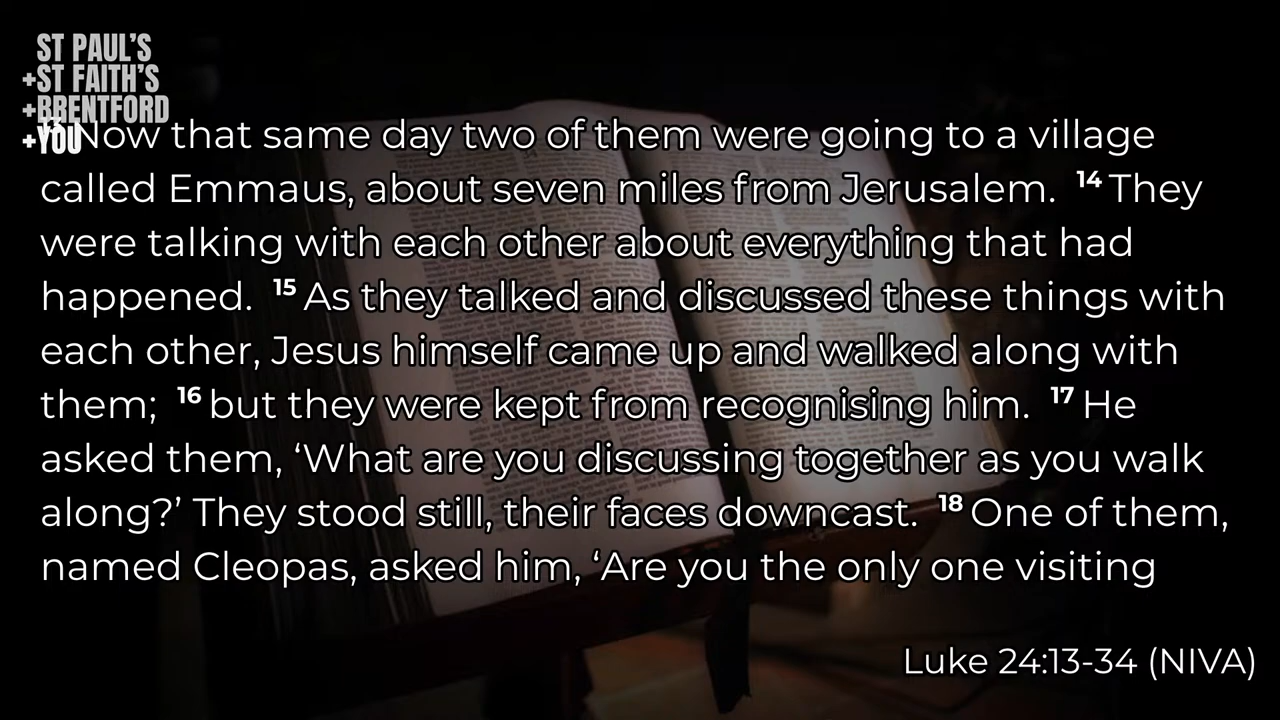 ST PAUL'S
+ST FAITH'S
+BRENTFORD
+YOU
Now that same day two of them were going to a village
called Emmaus, about seven miles from Jerusalem. 14 They
were talking with each other about everything that had
happened. 15 As they talked and discussed these things with
each other, Jesus himself came up and walked along with
them; 16 but they were kept from recognising him. 17 He
asked them, ‘What are you discussing together as you walk
along?’ They stood still, their faces downcast. 18 One of them,
named Cleopas, asked him, ‘Are you the only one visiting
Luke 24:13-34 (NIVA)